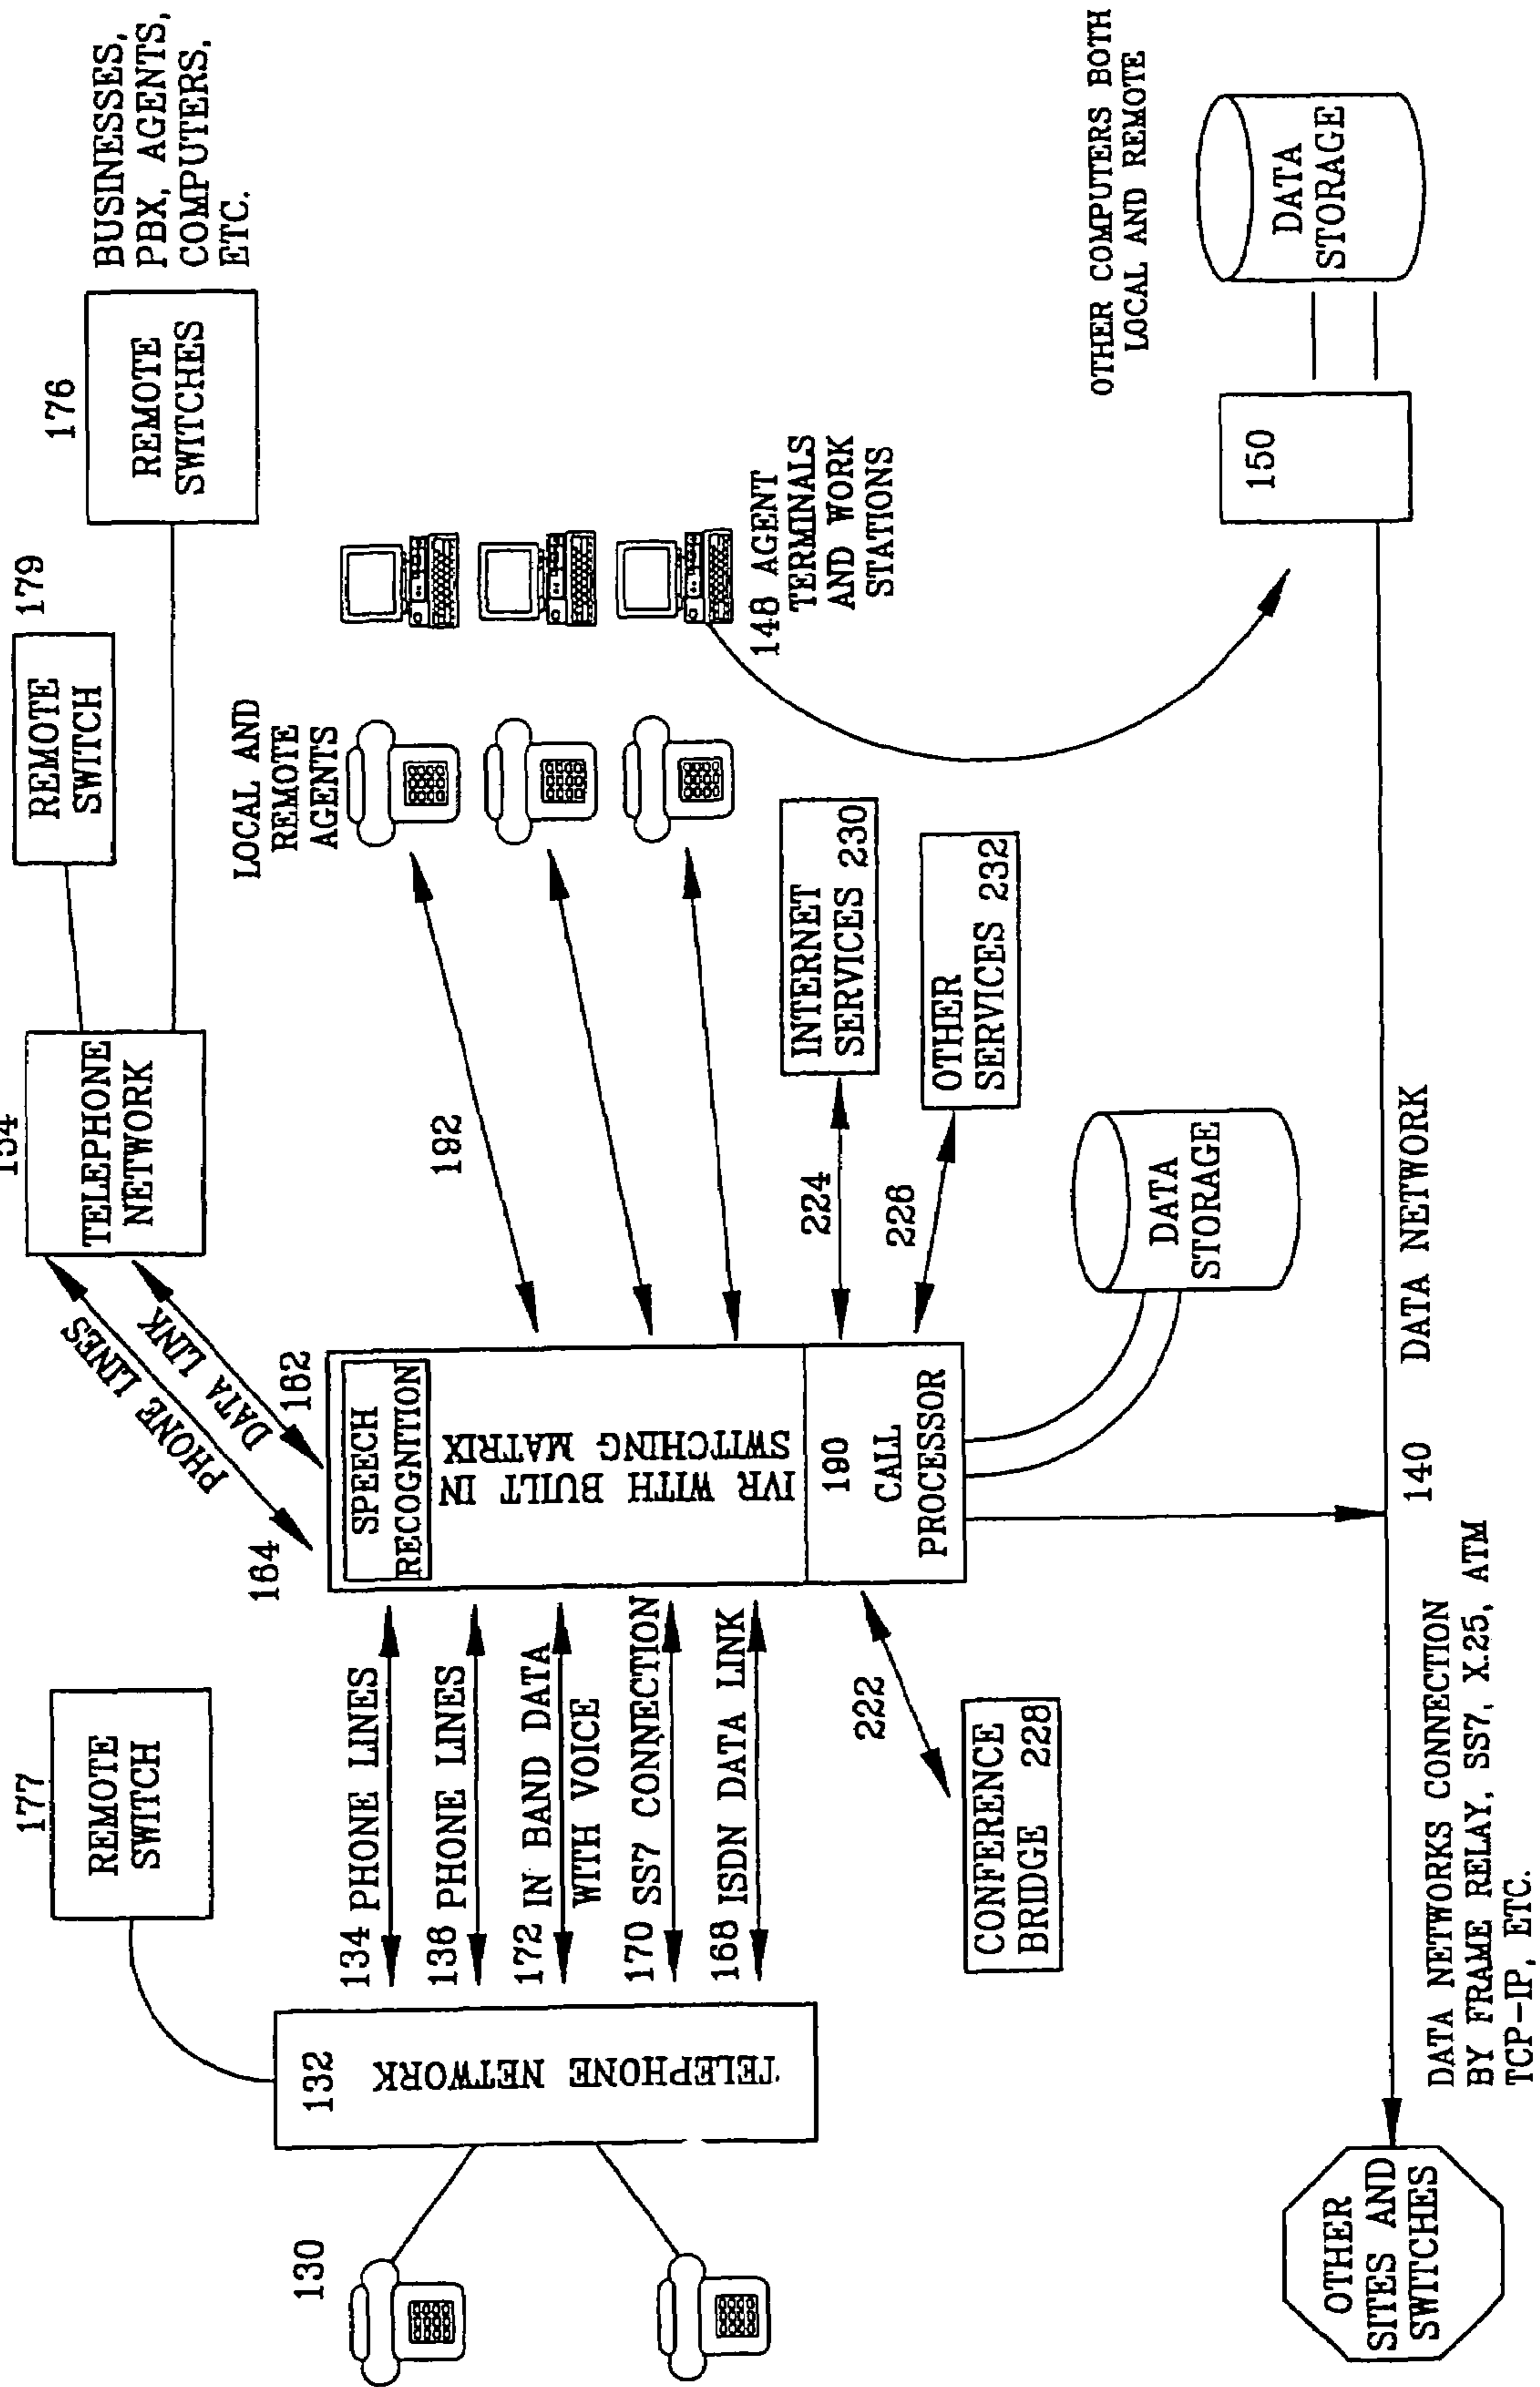 177
REMOTE
SWITCH
PHONE LINES
DATA LINK
TELEPHONE
NETWORK
REMOTE
SWITCH
179
176
REMOTE
SWITCHES
BUSINESSES,
PBX, AGENTS,
COMPUTERS,
ETC.
130
132
TELEPHONE NETWORK
134 PHONE LINES
136 PHONE LINES
172 IN BAND DATA
WITH VOICE
170 SS7 CONNECTION
168 ISDN DATA LINK
164
162
SPEECH
RECOGNITION
IVR WITH BUILT IN
SWITCHING MATRIX
190
CALL
PROCESSOR
192
LOCAL AND
REMOTE
AGENTS
148 AGENT
TERMINALS
AND WORK
STATIONS
222
CONFERENCE
BRIDGE 228
224
INTERNET
SERVICES 230
226
OTHER
SERVICES 232
DATA
STORAGE
OTHER COMPUTERS BOTH
LOCAL AND REMOTE
150
DATA
STORAGE
OTHER
SITES AND
SWITCHES
140
DATA NETWORK
DATA NETWORKS CONNECTION
BY FRAME RELAY, SS7, X.25, ATM
TCP-IP, ETC.